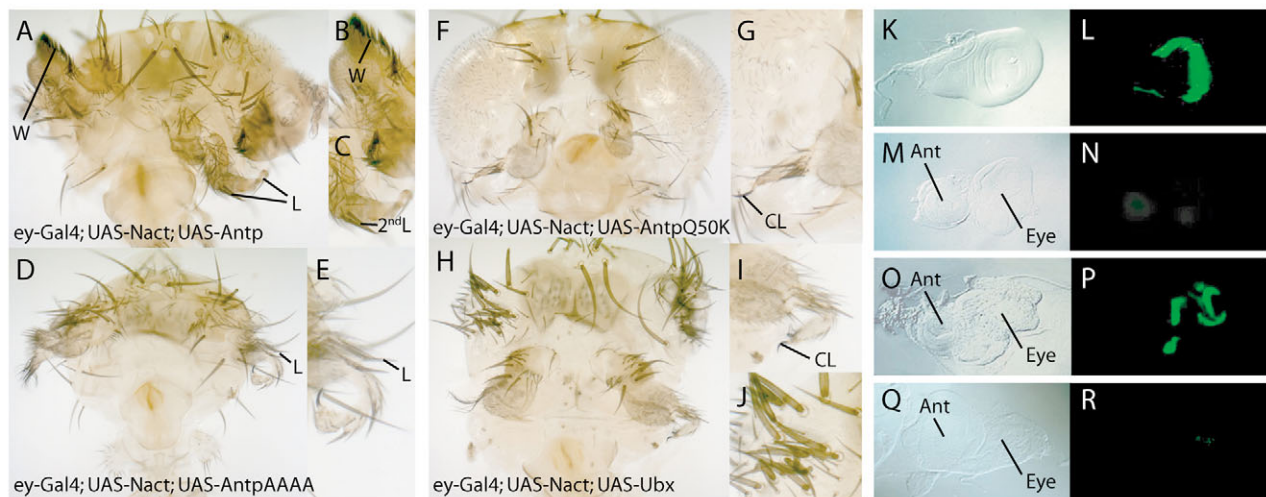 A
B
W
W
C
L
2ndL
ey-Gal4; UAS-Nact; UAS-Antp
D
E
L
L
ey-Gal4; UAS-Nact; UAS-AntpAAAA
F
G
CL
ey-Gal4; UAS-Nact; UAS-AntpQ50K
H
I
CL
J
ey-Gal4; UAS-Nact; UAS-Ubx
K
L
M
Ant
Eye
N
O
Ant
Eye
P
Q
Ant
Eye
R